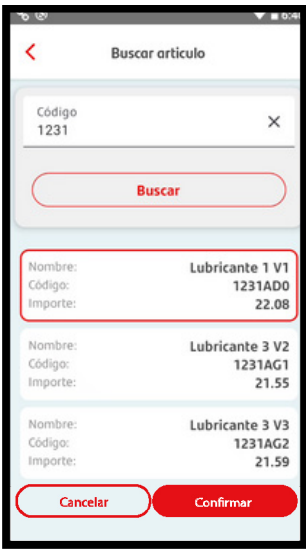 Buscar articulo
Código
1231
Buscar
Nombre: Lubricante 1 V1
Código: 1231AD0
Importe: 22.08
Nombre: Lubricante 3 V2
Código: 1231AG1
Importe: 21.55
Nombre: Lubricante 3 V3
Código: 1231AG2
Importe: 21.59
Cancelar Confirmar